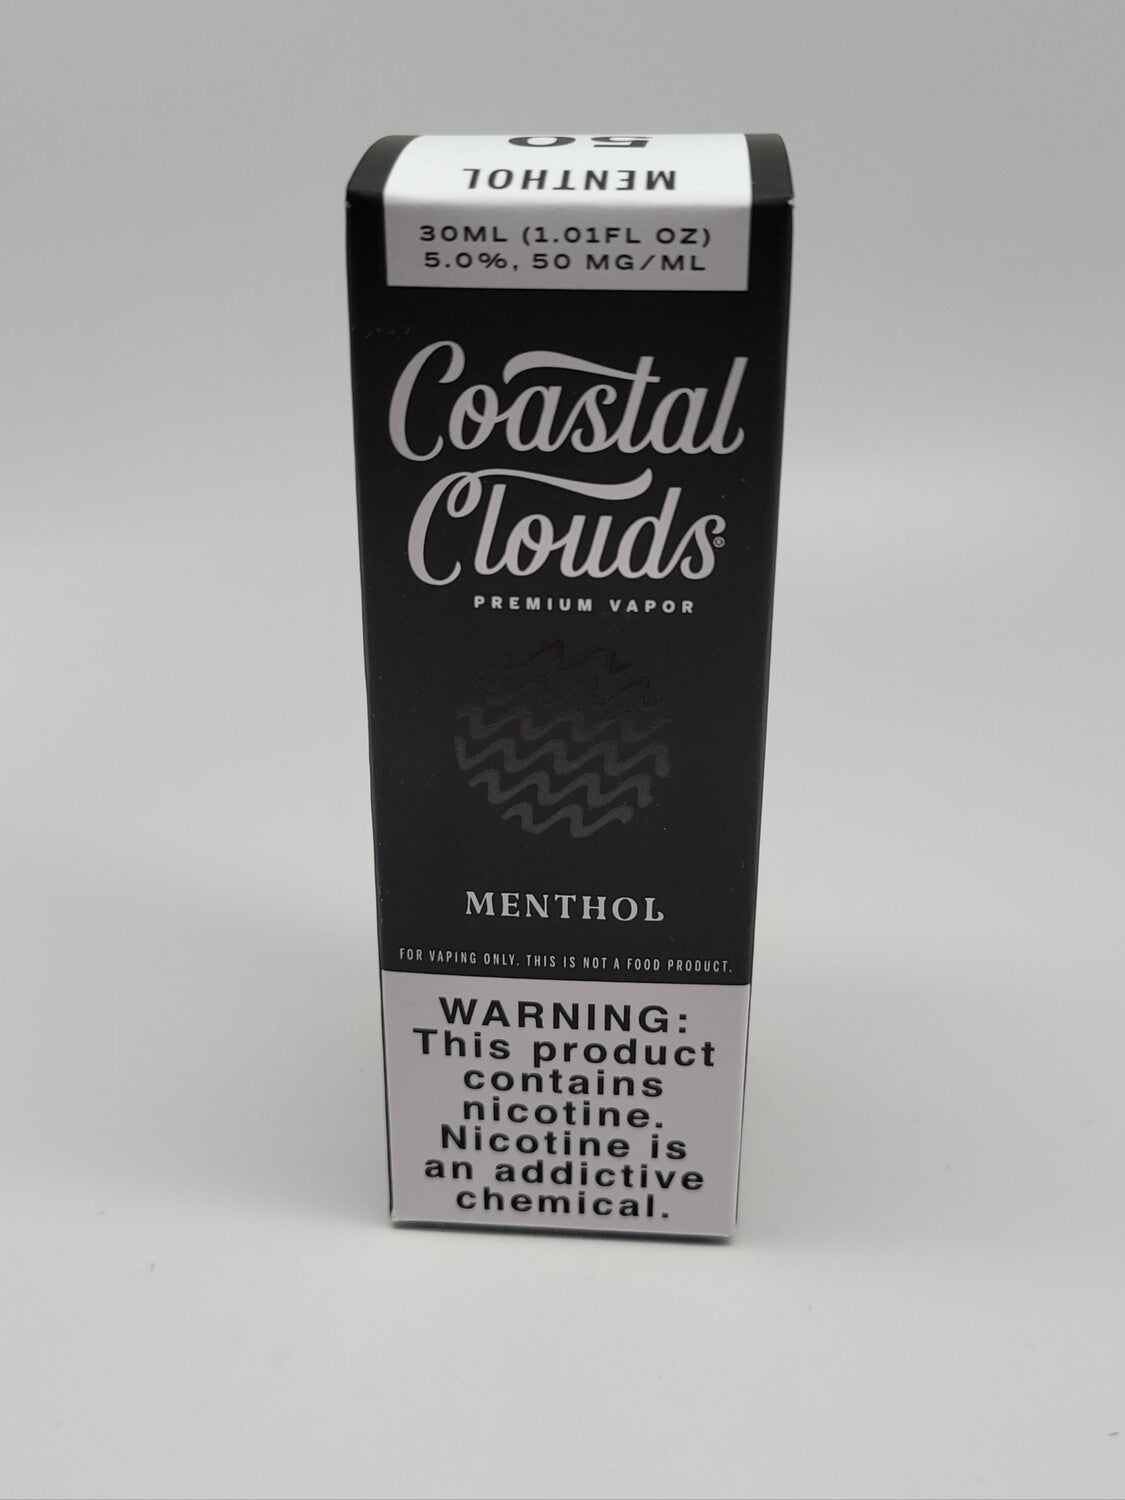 50
MENTHOL
30ML (1.01FL OZ)
5.0%, 50 MG/ML
Coastal
Clouds®
PREMIUM VAPOR
MENTHOL
FOR VAPING ONLY. THIS IS NOT A FOOD PRODUCT.
WARNING:
This product
contains
nicotine.
Nicotine is
an addictive
chemical.